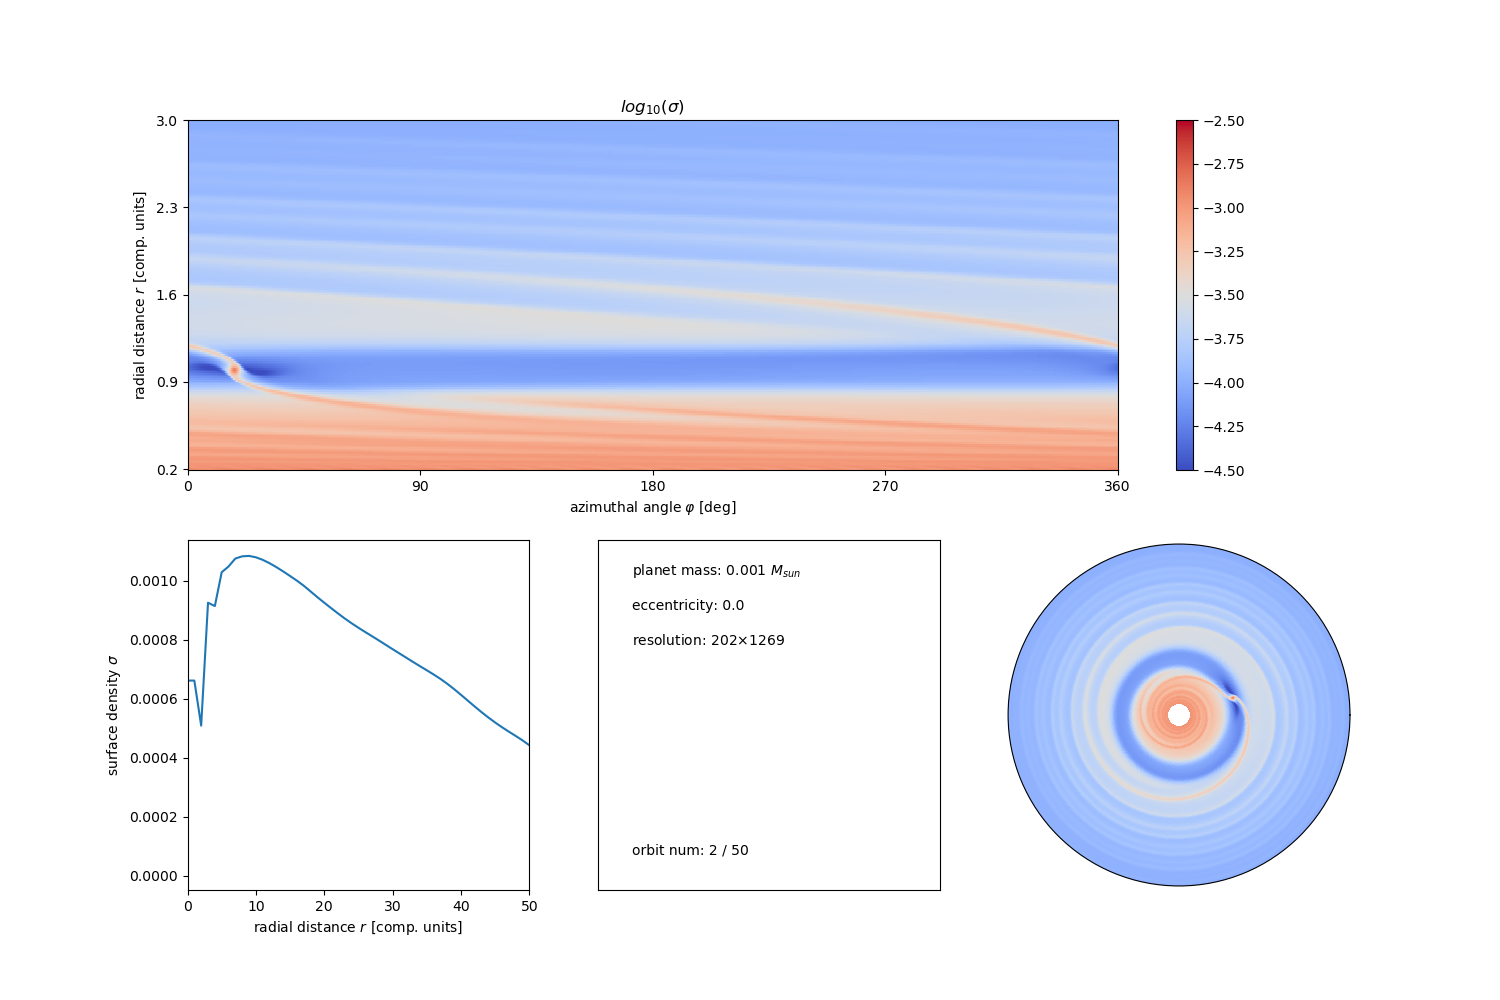 log₁₀(σ)
3.0
2.3
1.6
0.9
0.2
radial distance r [comp. units]
0 90 180 270 360
azimuthal angle φ [deg]
−2.50
−2.75
−3.00
−3.25
−3.50
−3.75
−4.00
−4.25
−4.50
0.0010
0.0008
0.0006
0.0004
0.0002
0.0000
surface density σ
0 10 20 30 40 50
radial distance r [comp. units]
planet mass: 0.001 Mₛᵤₙ
eccentricity: 0.0
resolution: 202×1269
orbit num: 2 / 50